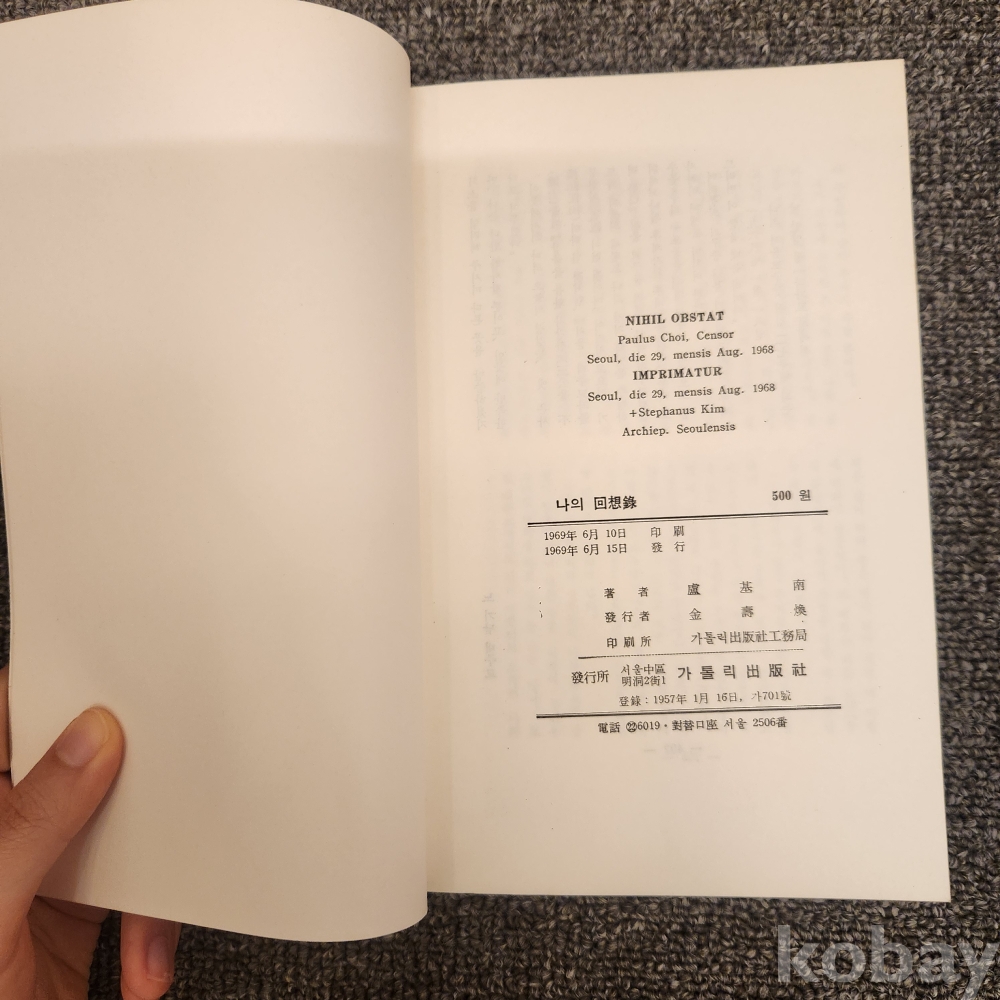 NIHIL OBSTAT
Paulus Choi, Censor
Seoul, die 29, mensis Aug. 1968
IMPRIMATUR
Seoul, die 29, mensis Aug. 1968
+Stephanus Kim
Archiep. Seoulensis
나의 回想錄 500 원
1969年 6月 10日 印 刷
1969年 6月 15日 發 行
著 者 盧 基 南
發行者 金 壽 煥
印刷所 가톨릭出版社工務局
發行所 서울中區 明洞2街1 가톨릭出版社
登錄 : 1957年 1月 16日, 가701號
電話 ㉒6019 · 對替口座 서울 2506番
kobay